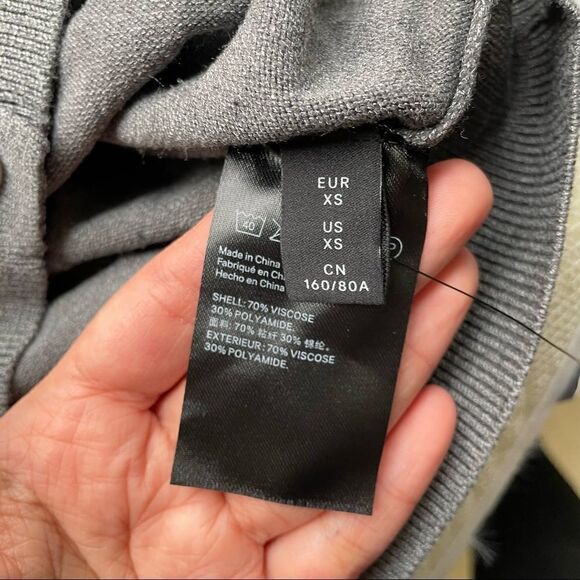 EUR
XS
US
XS
CN
160/80A
40
Made in China
Fabriqué en
Hecho en China
SHELL: 70% VISCOSE
30% POLYAMIDE.
面料: 70% 粘纤 30% 锦纶.
EXTERIEUR: 70% VISCOSE
30% POLYAMIDE.